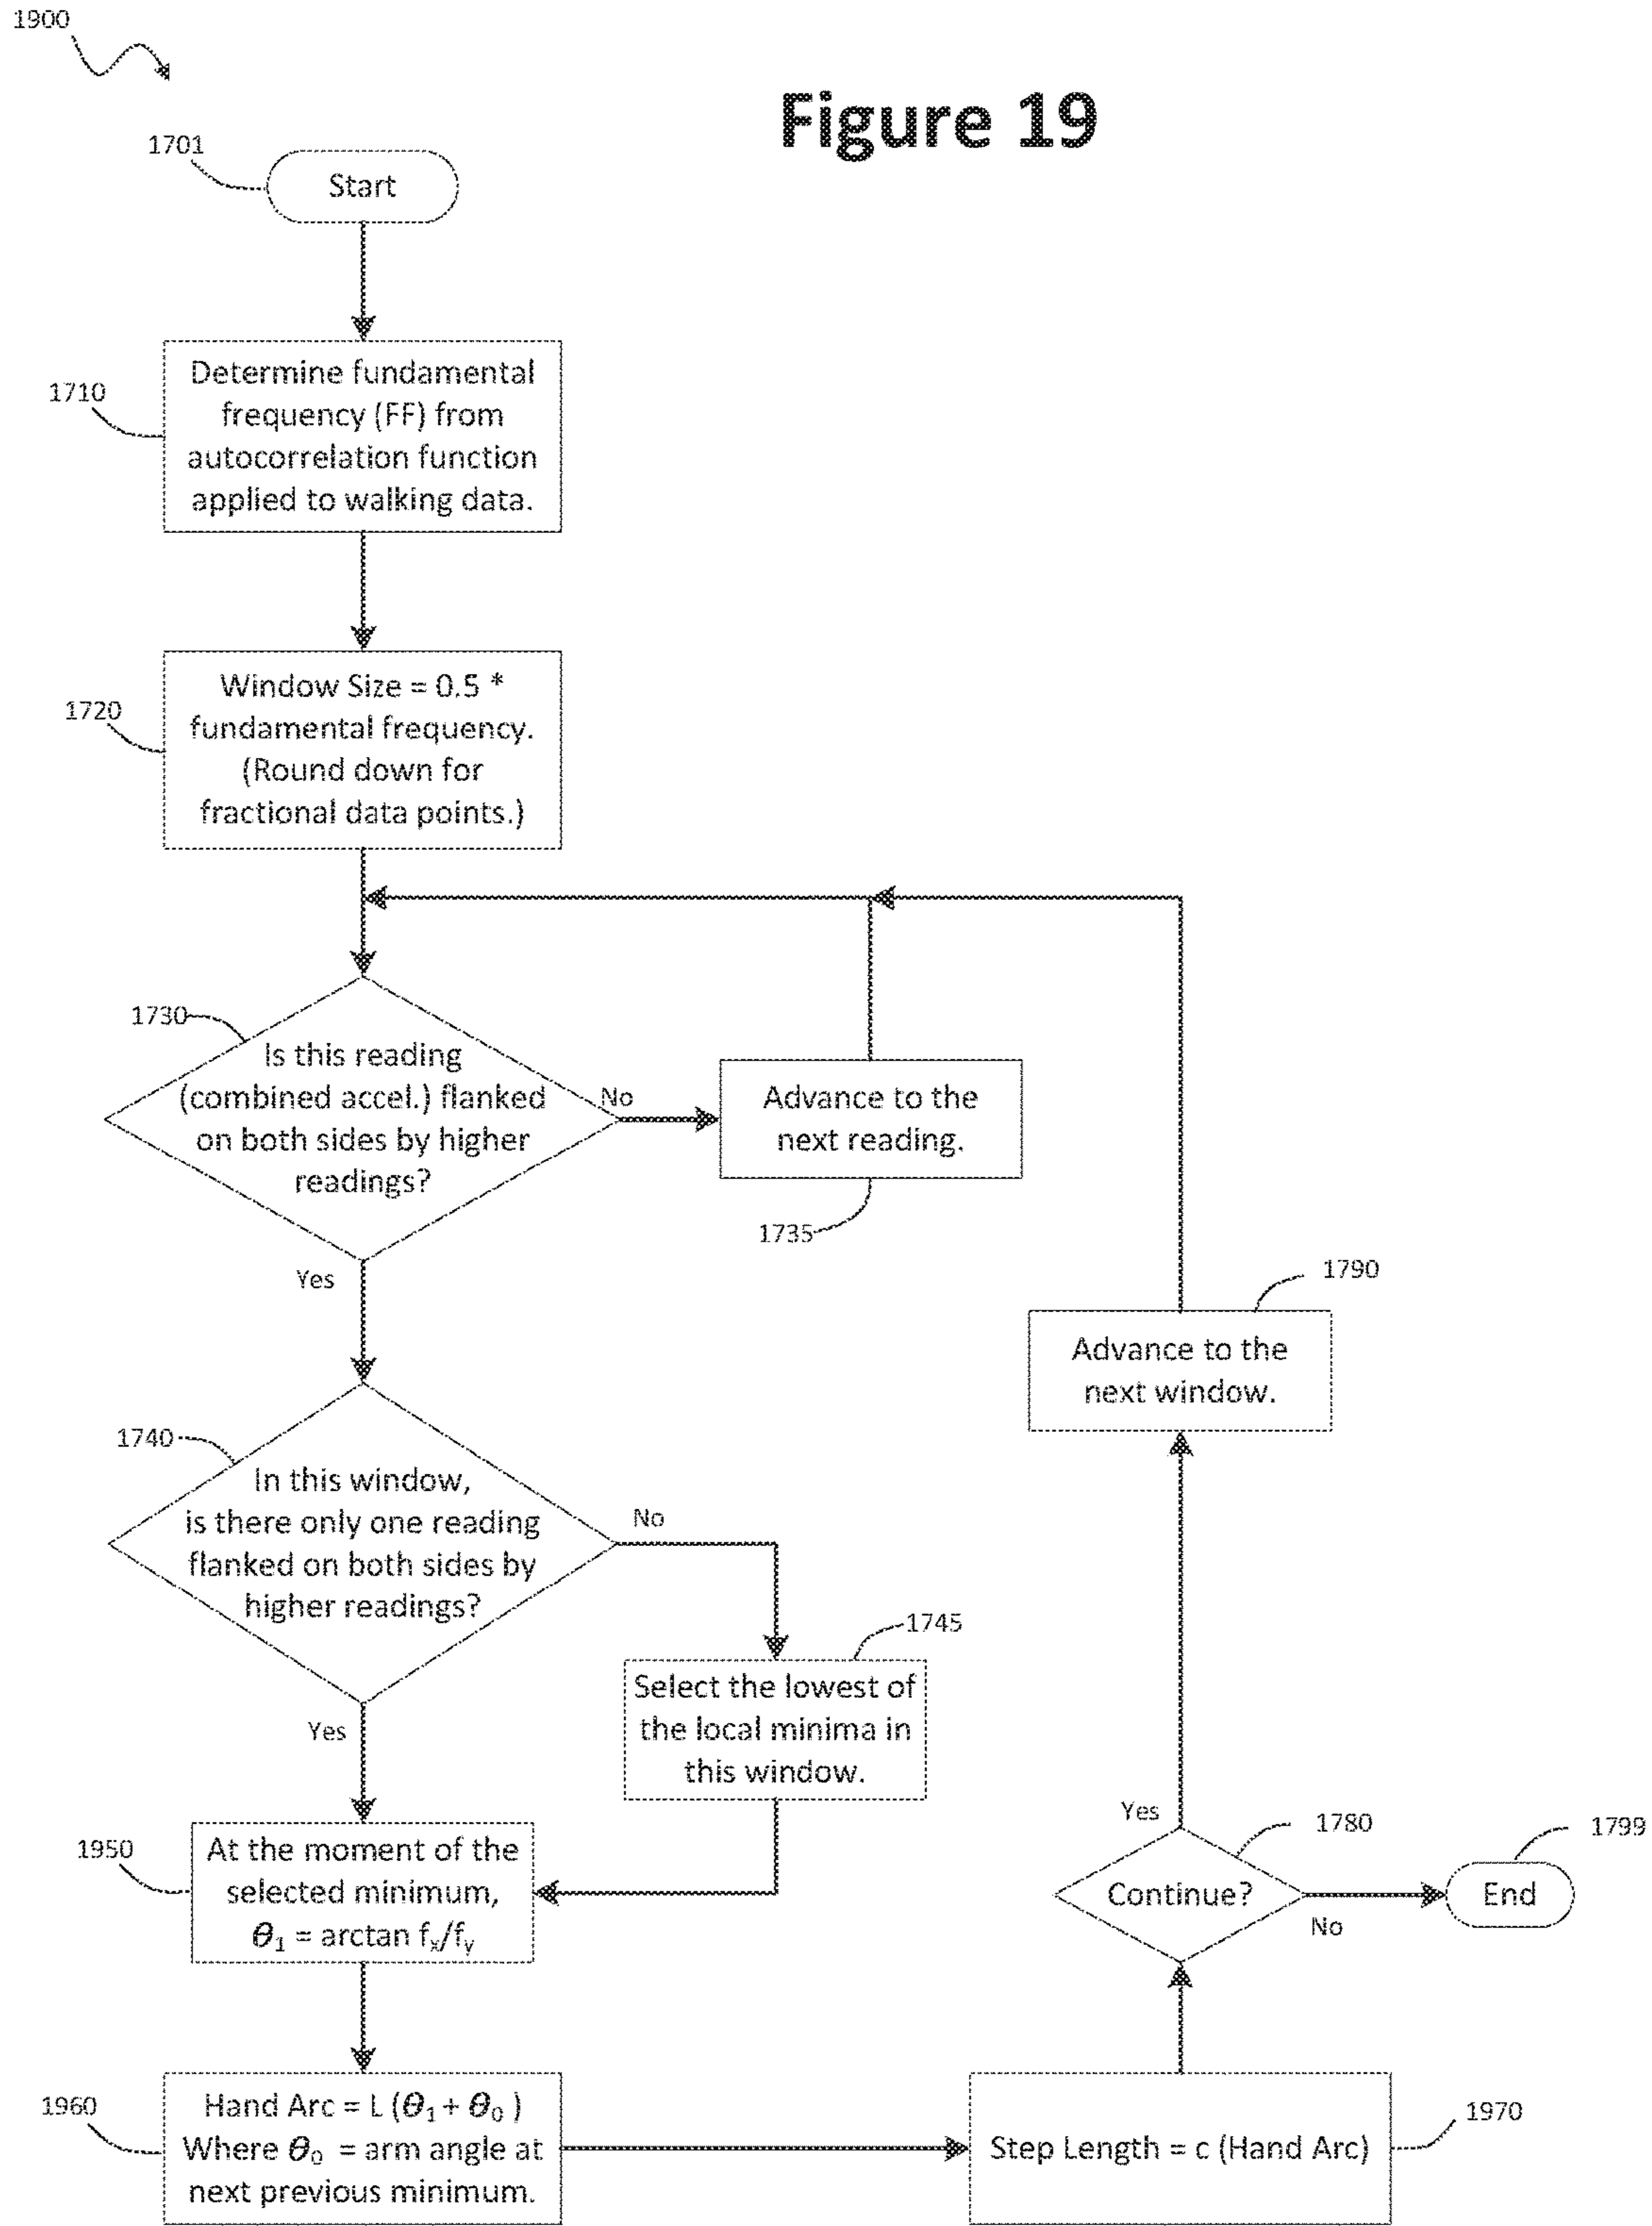 1900
Figure 19
1701
Start
1710
Determine fundamental
frequency (FF) from
autocorrelation function
applied to walking data.
1720
Window Size = 0.5 *
fundamental frequency.
(Round down for
fractional data points.)
1730
Is this reading
(combined accel.) flanked
on both sides by higher
readings?
No
Advance to the
next reading.
1735
Yes
1790
Advance to the
next window.
1740
In this window,
is there only one reading
flanked on both sides by
higher readings?
No
1745
Select the lowest of
the local minima in
this window.
Yes
1950
At the moment of the
selected minimum,
θ₁ = arctan fₓ/fᵧ
Yes
1780
Continue?
No
1799
End
1960
Hand Arc = L (θ₁ + θ₀ )
Where θ₀ = arm angle at
next previous minimum.
Step Length = c (Hand Arc)
1970